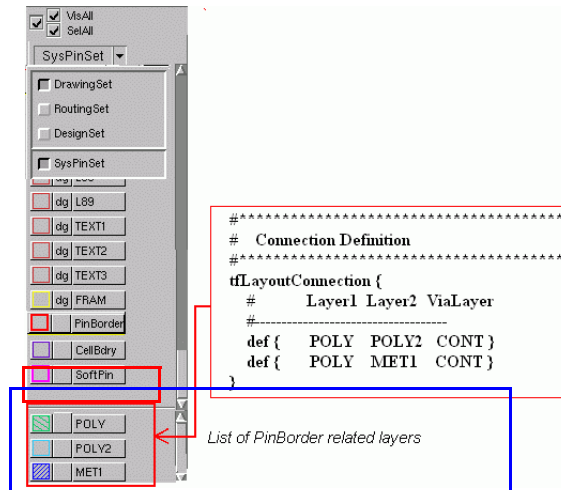 VisAll
SelAll
SysPinSet
DrawingSet
RoutingSet
DesignSet
SysPinSet
dg L89
dg TEXT1
dg TEXT2
dg TEXT3
dg FRAM
PinBorder
CellBdry
SoftPin
POLY
POLY2
MET1
#****************************************
# Connection Definition
#****************************************
tfLayoutConnection {
# Layer1 Layer2 ViaLayer
#------------------------------------
def { POLY POLY2 CONT }
def { POLY MET1 CONT }
}
List of PinBorder related layers